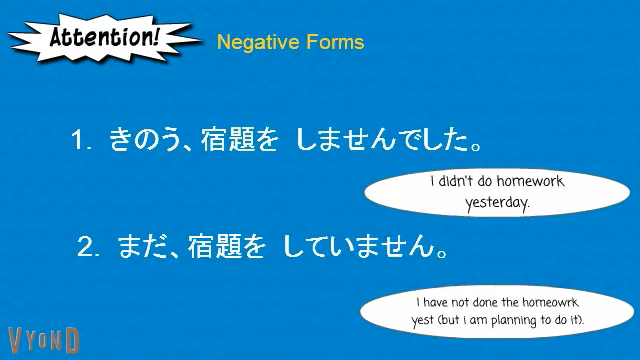 Attention!
Negative Forms
1. きのう、宿題を しませんでした。
I didn't do homework
yesterday.
2. まだ、宿題を していません。
I have not done the homeowrk
yest (but i am planning to do it).
VYOND